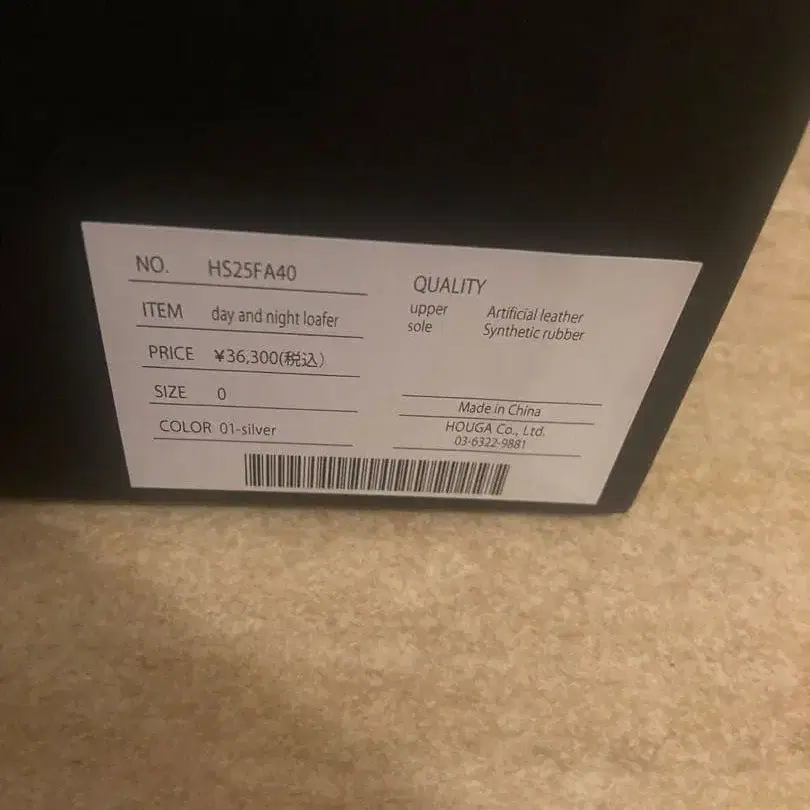 NO. HS25FA40
ITEM day and night loafer
PRICE ¥36,300(税込)
SIZE 0
COLOR 01-silver
QUALITY
upper Artificial leather
sole Synthetic rubber
Made in China
HOUGA Co., Ltd.
03-6322-9881